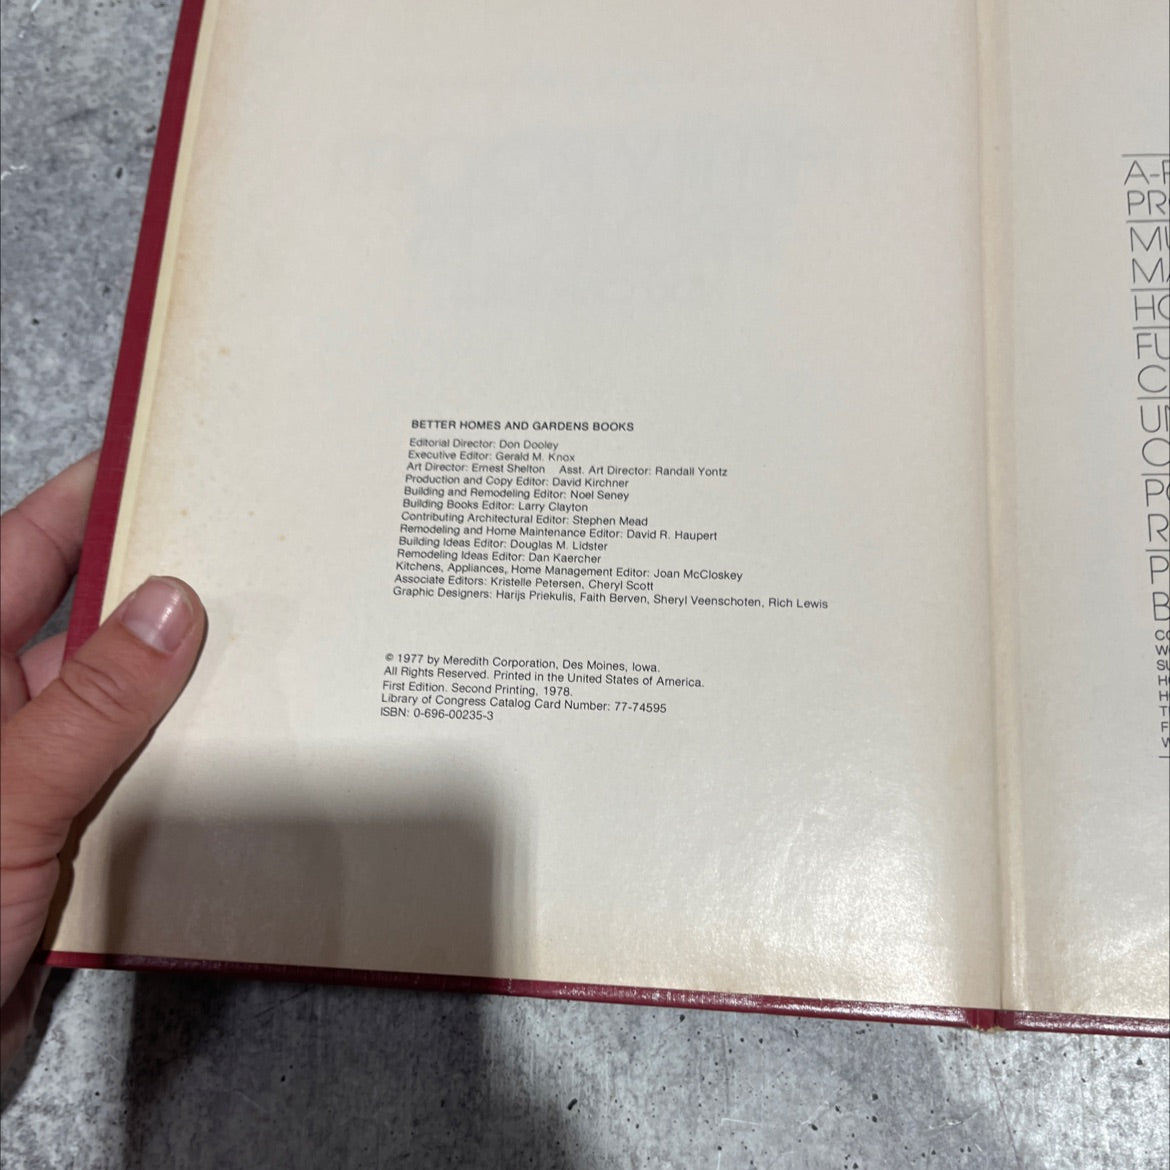 BETTER HOMES AND GARDENS BOOKS
Editorial Director: Don Dooley
Executive Editor: Gerald M. Knox
Art Director: Ernest Shelton Asst. Art Director: Randall Yontz
Production and Copy Editor: David Kirchner
Building and Remodeling Editor: Noel Seney
Building Books Editor: Larry Clayton
Contributing Architectural Editor: Stephen Mead
Remodeling and Home Maintenance Editor: David R. Haupert
Building Ideas Editor: Douglas M. Lidster
Remodeling Ideas Editor: Dan Kaercher
Kitchens, Appliances, Home Management Editor: Joan McCloskey
Associate Editors: Kristelle Petersen, Cheryl Scott
Graphic Designers: Harijs Priekulis, Faith Berven, Sheryl Veenschoten, Rich Lewis
© 1977 by Meredith Corporation, Des Moines, Iowa.
All Rights Reserved. Printed in the United States of America.
First Edition. Second Printing, 1978.
Library of Congress Catalog Card Number: 77-74595
ISBN: 0-696-00235-3